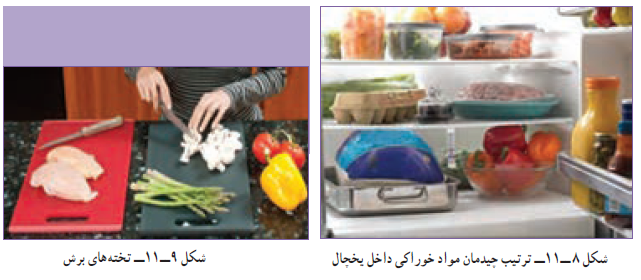 شکل ۸ــ۱۱ــ ترتیب چیدمان مواد خوراکی داخل یخچال
شکل ۹ــ۱۱ــ تخته‌های برش